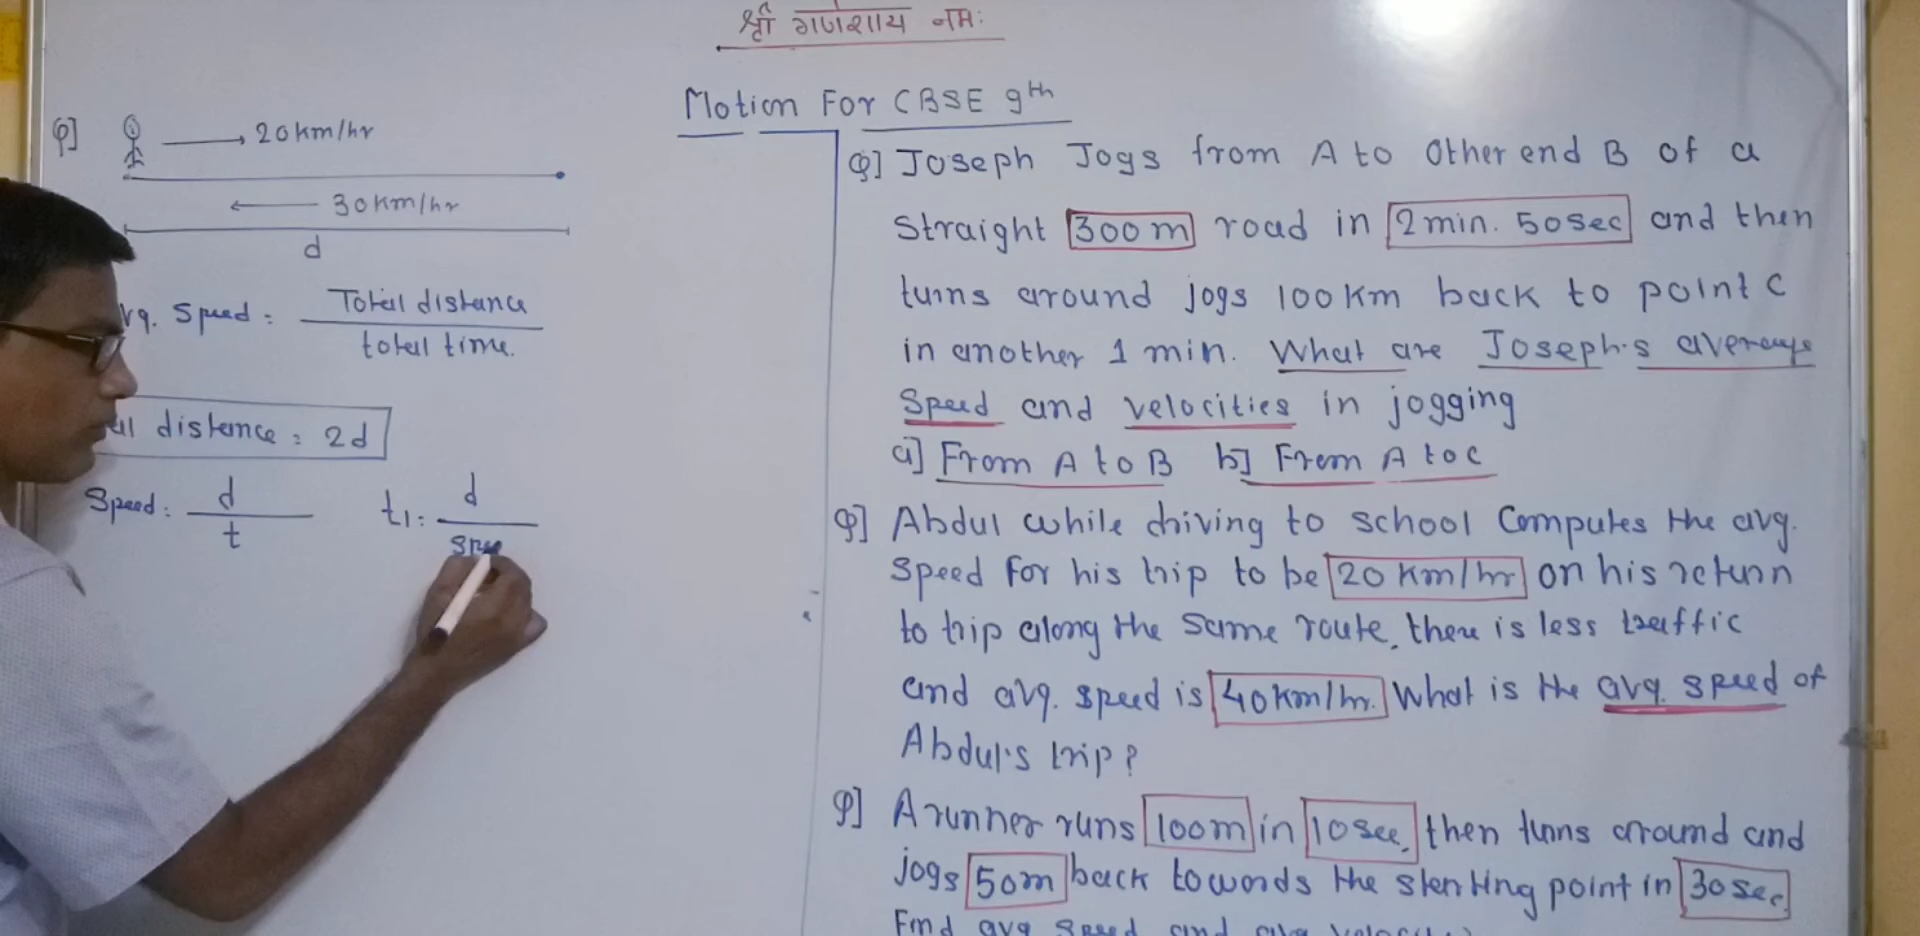 श्री गणेशाय नमः
Motion For CBSE 9th
Q] 20km/hr
30km/hr
d
vg. Speed = Total distance
total time.
al distance = 2d
Speed = d
t
t1 = d
spee
Q] Joseph Jogs from A to Other end B of a
Straight 300m road in 2min. 50sec and then
turns around jogs 100km back to point C
in another 1 min. What are Joseph's average
Speed and velocities in jogging
a] From A to B b] From A to C
Q] Abdul while driving to school Computes the avg.
Speed for his trip to be 20 km/hr on his return
to trip along the same route, there is less traffic
and avg. speed is 40km/hr. What is the avg. speed of
Abdul's trip?
Q] A runner runs 100m in 10sec, then turns around and
jogs 50m back towords the starting point in 30sec
Find avg speed and